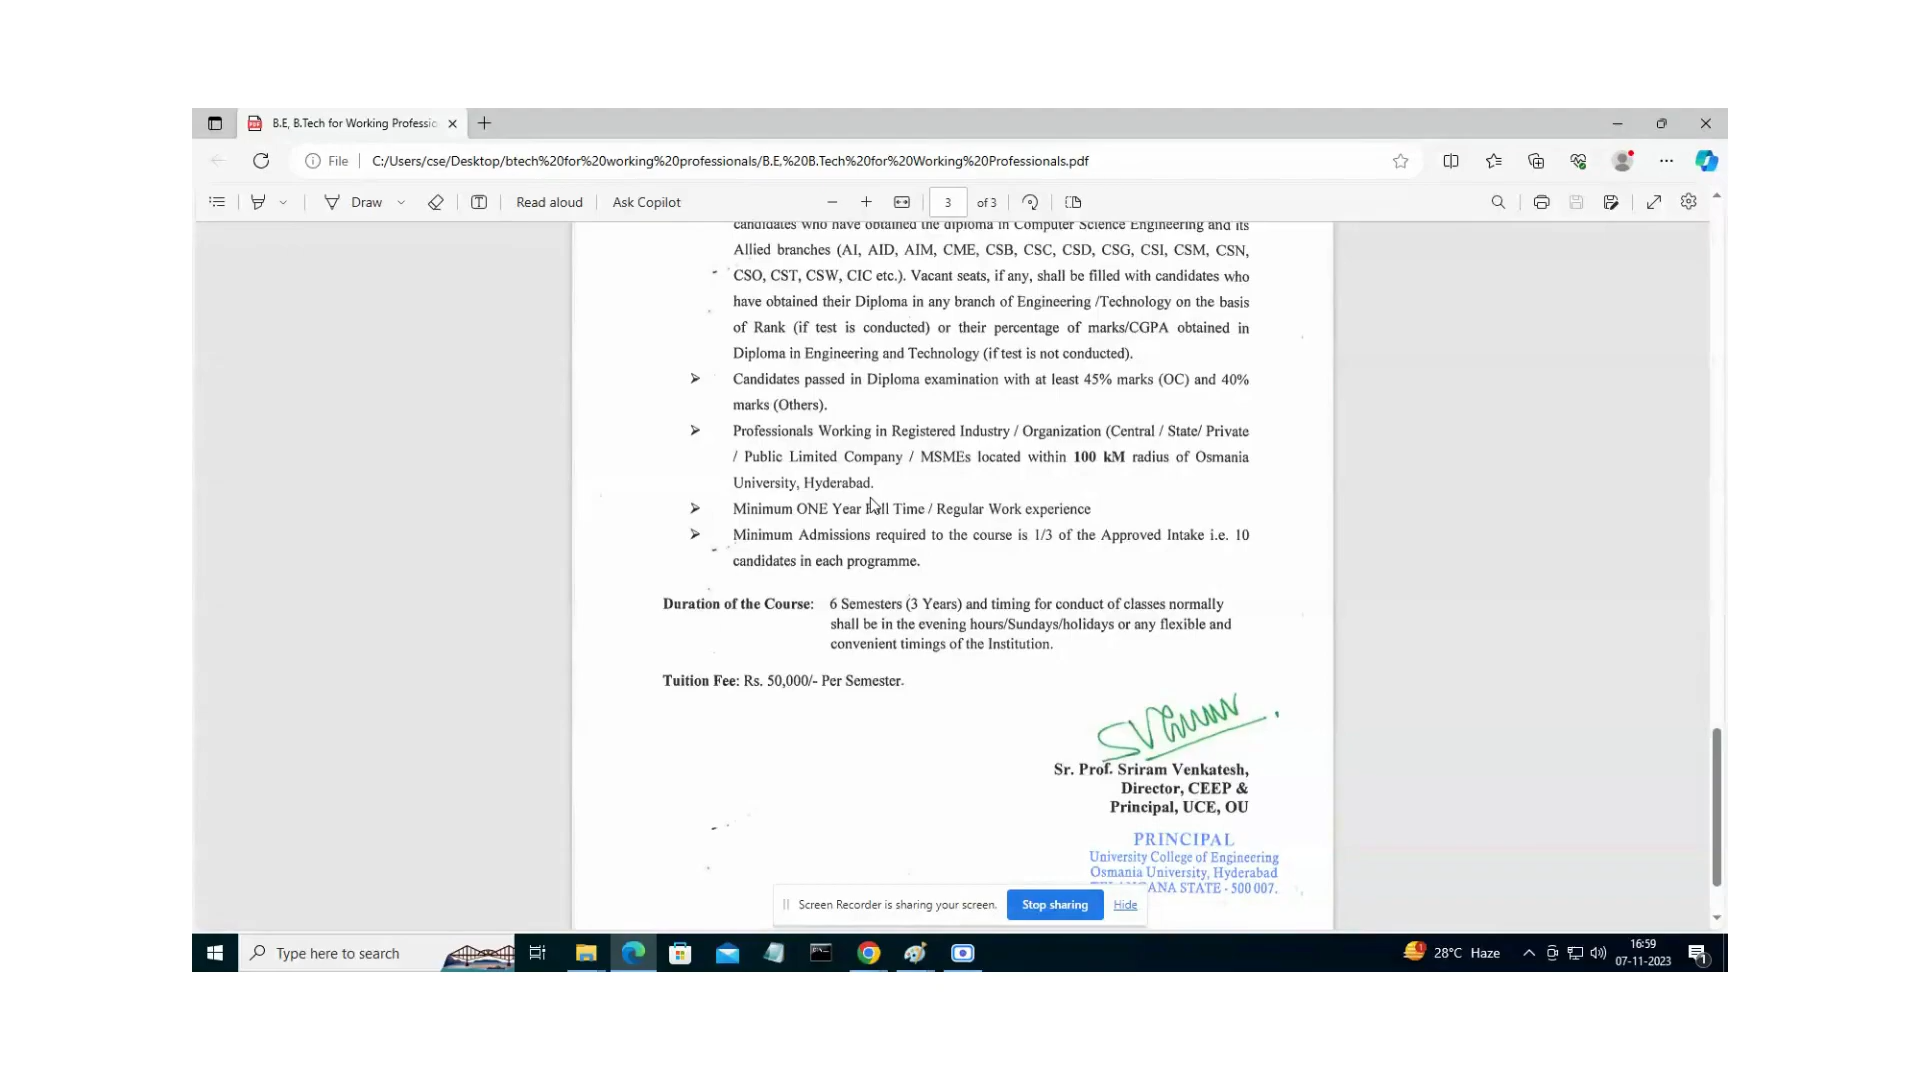 B.E, B.Tech for Working Professio
File
C:/Users/cse/Desktop/btech%20for%20working%20professionals/B.E,%20B.Tech%20for%20Working%20Professionals.pdf
Draw
Read aloud
Ask Copilot
3 of 3
candidates who have obtained the diploma in Computer Science Engineering and its
Allied branches (AI, AID, AIM, CME, CSB, CSC, CSD, CSG, CSI, CSM, CSN,
CSO, CST, CSW, CIC etc.). Vacant seats, if any, shall be filled with candidates who
have obtained their Diploma in any branch of Engineering /Technology on the basis
of Rank (if test is conducted) or their percentage of marks/CGPA obtained in
Diploma in Engineering and Technology (if test is not conducted).
➢ Candidates passed in Diploma examination with at least 45% marks (OC) and 40%
marks (Others).
➢ Professionals Working in Registered Industry / Organization (Central / State/ Private
/ Public Limited Company / MSMEs located within 100 kM radius of Osmania
University, Hyderabad.
➢ Minimum ONE Year Full Time / Regular Work experience
➢ Minimum Admissions required to the course is 1/3 of the Approved Intake i.e. 10
candidates in each programme.
Duration of the Course: 6 Semesters (3 Years) and timing for conduct of classes normally
shall be in the evening hours/Sundays/holidays or any flexible and
convenient timings of the Institution.
Tuition Fee: Rs. 50,000/- Per Semester.
Sr. Prof. Sriram Venkatesh,
Director, CEEP &
Principal, UCE, OU
PRINCIPAL
University College of Engineering
Osmania University, Hyderabad
STATE - 500 007.
Screen Recorder is sharing your screen.
Stop sharing
Hide
Type here to search
28°C Haze
16:59
07-11-2023
1